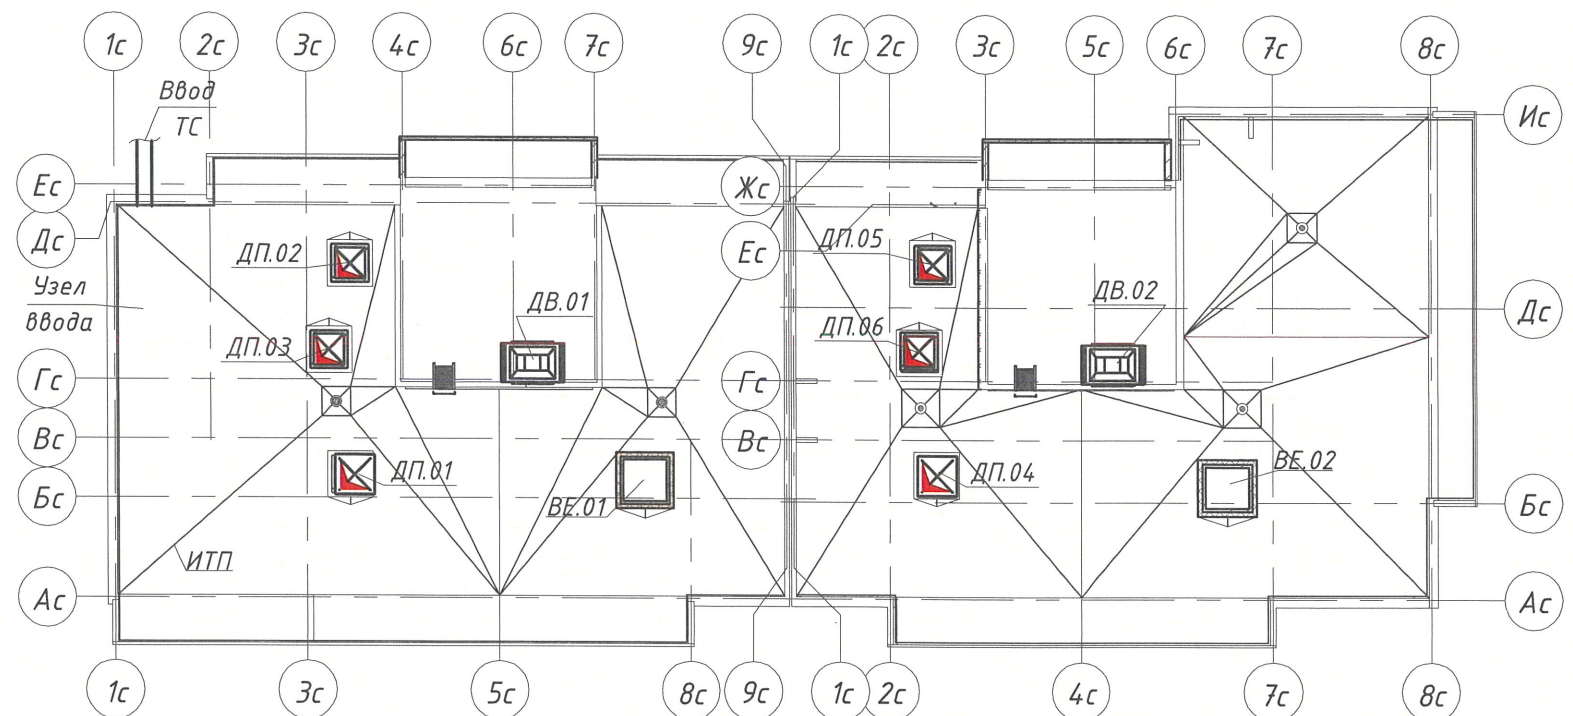 1с 2с 3с 4с 6с 7с 9с 1с 2с 3с 5с 6с 7с 8с
Ввод
ТС
Ис
Ес
Жс
Дс
ДП.02
ДП.05
Ес
Узел
ввода
ДВ.01
ДВ.02
Дс
ДП.03
ДП.06
Гс
Гс
Вс
Вс
ДП.01
ДП.04
ВЕ.02
Бс
ВЕ.01
Бс
ИТП
Ас
Ас
1с 3с 5с 8с 9с 1с 2с 4с 7с 8с